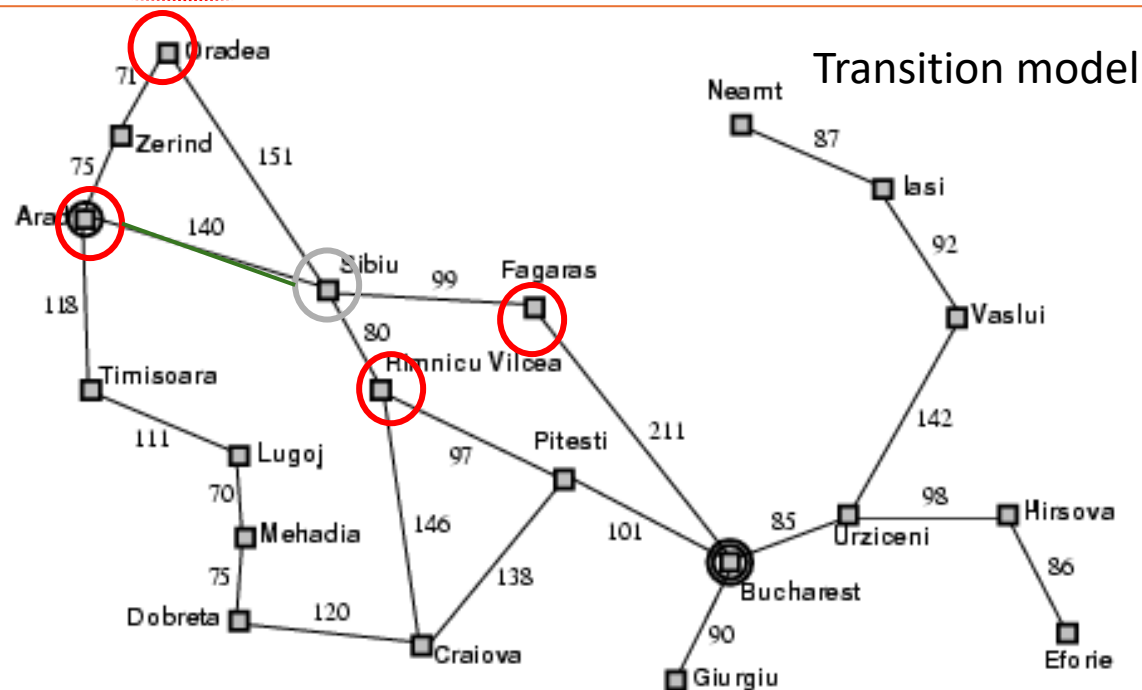 Oradea
Transition model
Neamt
71
87
Zerind
151
Iasi
75
Arad
140
92
Sibiu
Fagaras
99
118
Vaslui
80
Rimnicu Vilcea
Timisoara
142
211
111
Pitesti
Lugoj
97
70
98
Hirsova
146
85
Mehadia
101
Urziceni
86
138
75
Bucharest
Dobreta
120
90
Craiova
Eforie
Giurgiu